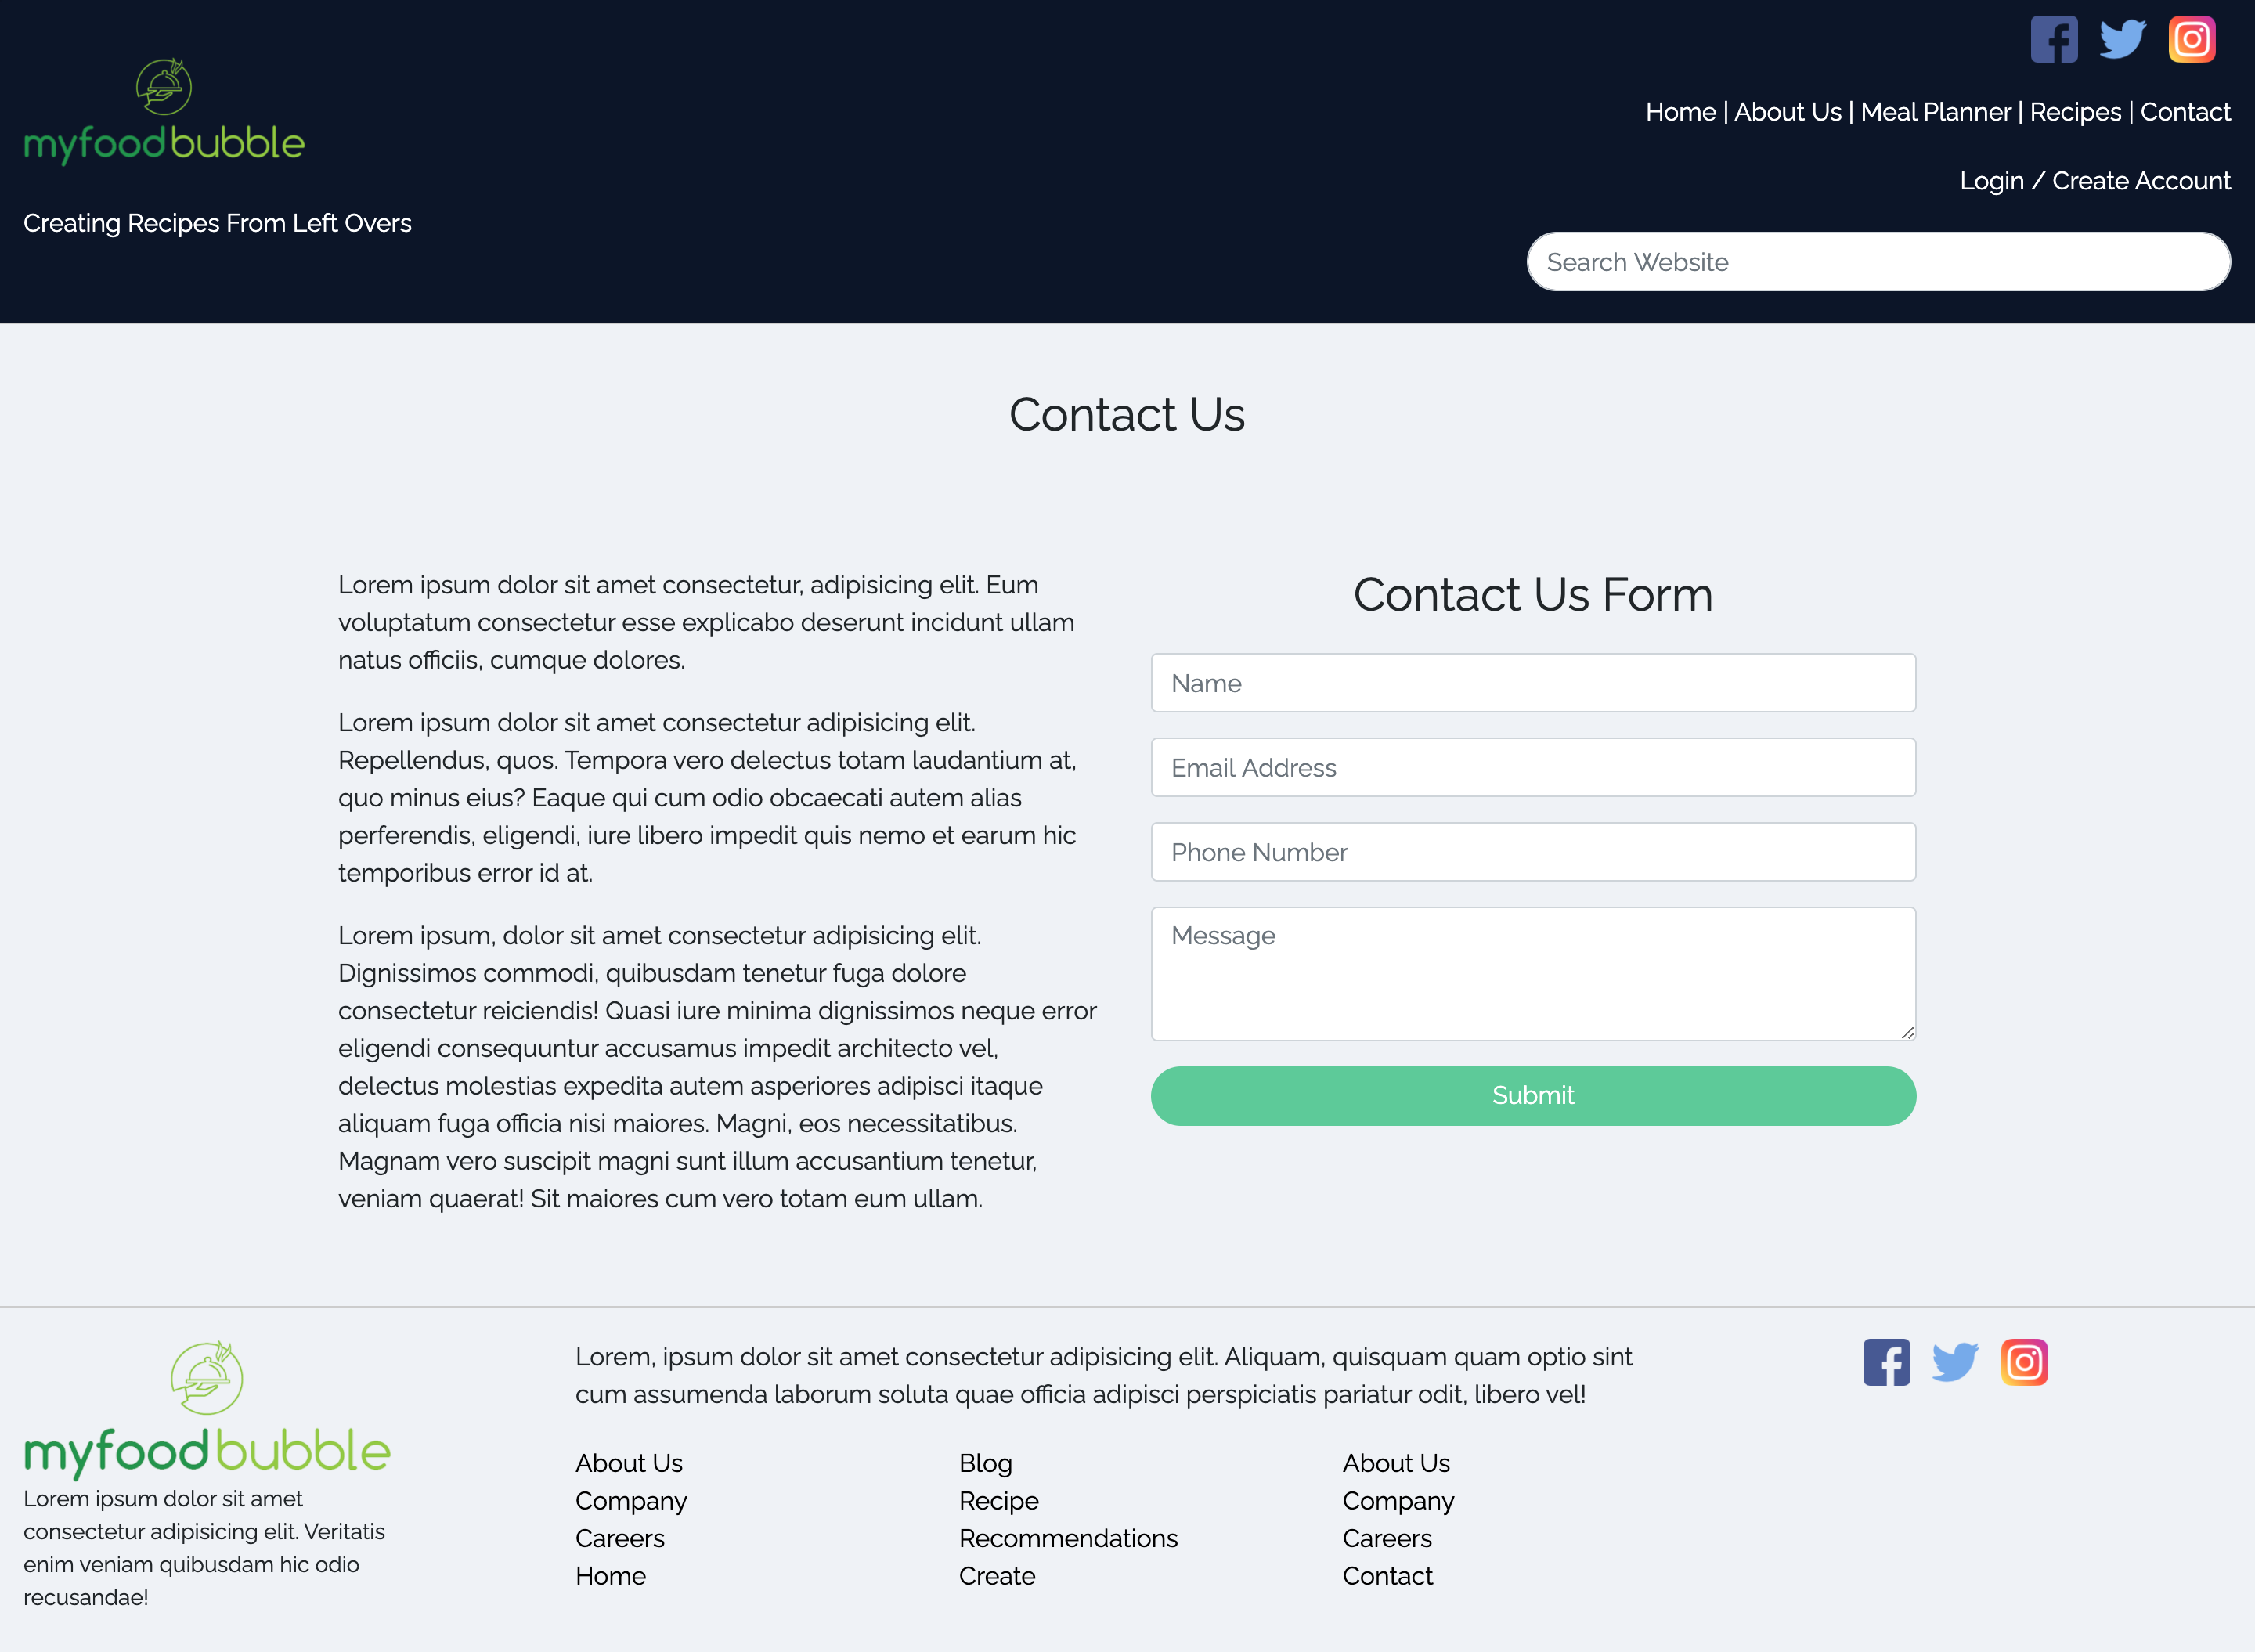 myfoodbubble
Creating Recipes From Left Overs
Home | About Us | Meal Planner | Recipes | Contact
Login / Create Account
Search Website
Contact Us
Lorem ipsum dolor sit amet consectetur, adipisicing elit. Eum
voluptatum consectetur esse explicabo deserunt incidunt ullam
natus officiis, cumque dolores.
Lorem ipsum dolor sit amet consectetur adipisicing elit.
Repellendus, quos. Tempora vero delectus totam laudantium at,
quo minus eius? Eaque qui cum odio obcaecati autem alias
perferendis, eligendi, iure libero impedit quis nemo et earum hic
temporibus error id at.
Lorem ipsum, dolor sit amet consectetur adipisicing elit.
Dignissimos commodi, quibusdam tenetur fuga dolore
consectetur reiciendis! Quasi iure minima dignissimos neque error
eligendi consequuntur accusamus impedit architecto vel,
delectus molestias expedita autem asperiores adipisci itaque
aliquam fuga officia nisi maiores. Magni, eos necessitatibus.
Magnam vero suscipit magni sunt illum accusantium tenetur,
veniam quaerat! Sit maiores cum vero totam eum ullam.
Contact Us Form
Name
Email Address
Phone Number
Message
Submit
myfoodbubble
Lorem ipsum dolor sit amet
consectetur adipisicing elit. Veritatis
enim veniam quibusdam hic odio
recusandae!
Lorem, ipsum dolor sit amet consectetur adipisicing elit. Aliquam, quisquam quam optio sint
cum assumenda laborum soluta quae officia adipisci perspiciatis pariatur odit, libero vel!
About Us
Company
Careers
Home
Blog
Recipe
Recommendations
Create
About Us
Company
Careers
Contact